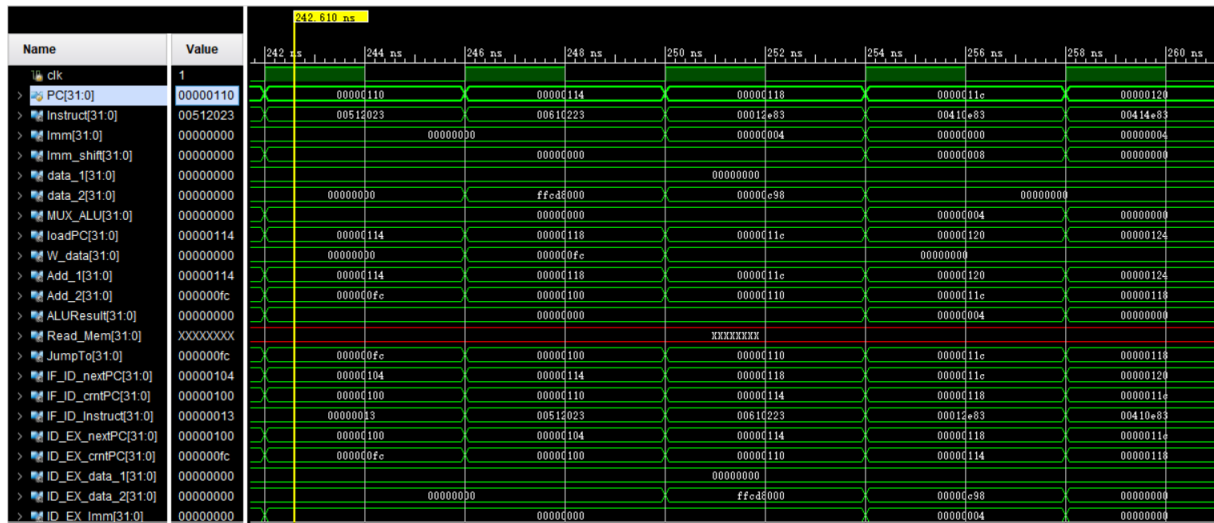 242.610 ns
Name Value 242 ns 244 ns 246 ns 248 ns 250 ns 252 ns 254 ns 256 ns 258 ns 260 ns
clk 1
PC[31:0] 00000110 00000110 00000114 00000118 0000011c 00000120
Instruct[31:0] 00512023 00512023 00610223 00012e83 00410e83 00414e83
Imm[31:0] 00000000 00000000 00000004 00000000 00000004
Imm_shift[31:0] 00000000 00000000 00000008 00000000
data_1[31:0] 00000000 00000000
data_2[31:0] 00000000 00000000 ffcd8000 00000c98 00000000
MUX_ALU[31:0] 00000000 00000000 00000004 00000000
loadPC[31:0] 00000114 00000114 00000118 0000011c 00000120 00000124
W_data[31:0] 00000000 00000000 000000fc 00000000
Add_1[31:0] 00000114 00000114 00000118 0000011c 00000120 00000124
Add_2[31:0] 000000fc 000000fc 00000100 00000110 0000011c 00000118
ALUResult[31:0] 00000000 00000000 00000004 00000000
Read_Mem[31:0] XXXXXXXX XXXXXXXX
JumpTo[31:0] 000000fc 000000fc 00000100 00000110 0000011c 00000118
IF_ID_nextPC[31:0] 00000104 00000104 00000114 00000118 0000011c 00000120
IF_ID_crntPC[31:0] 00000100 00000100 00000110 00000114 00000118 0000011c
IF_ID_Instruct[31:0] 00000013 00000013 00512023 00610223 00012e83 00410e83
ID_EX_nextPC[31:0] 00000100 00000100 00000104 00000114 00000118 0000011c
ID_EX_crntPC[31:0] 000000fc 000000fc 00000100 00000110 00000114 00000118
ID_EX_data_1[31:0] 00000000 00000000
ID_EX_data_2[31:0] 00000000 00000000 ffcd8000 00000c98 00000000
ID_EX_Imm[31:0] 00000000 00000000 00000004 00000000